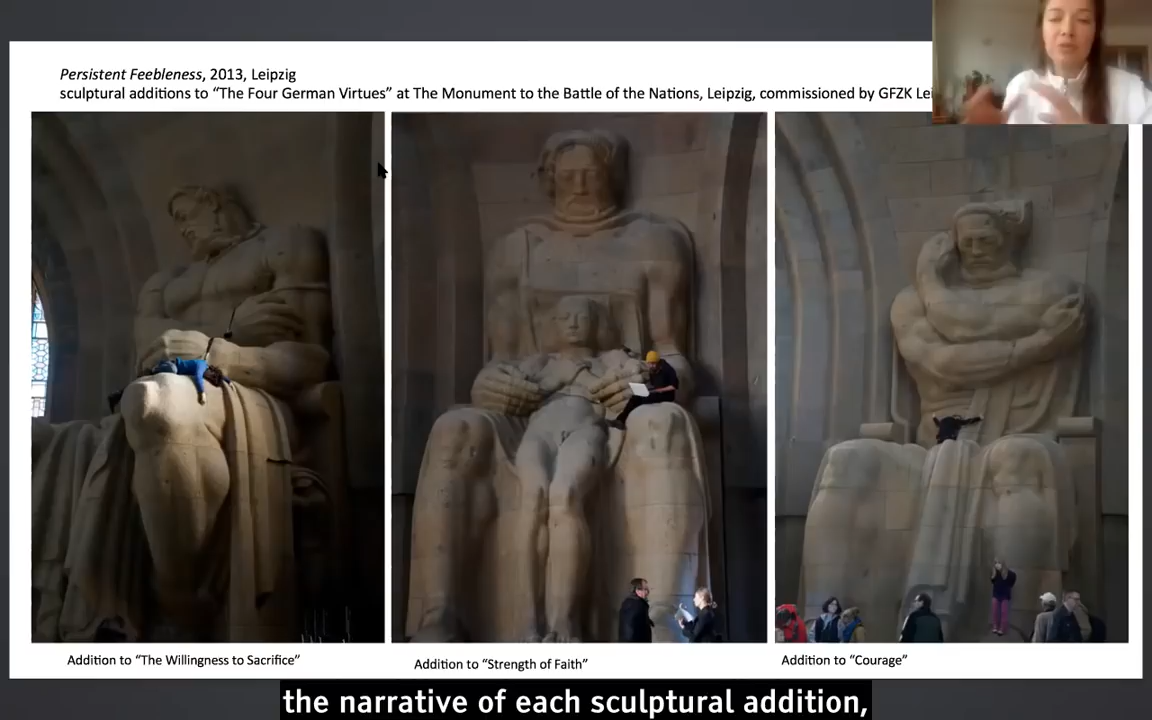 Persistent Feebleness, 2013, Leipzig
sculptural additions to “The Four German Virtues” at The Monument to the Battle of the Nations, Leipzig, commissioned by GFZK
Addition to “The Willingness to Sacrifice”
Addition to “Strength of Faith”
Addition to “Courage”
the narrative of each sculptural addition,